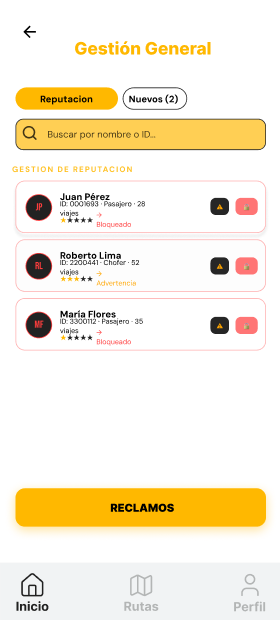 Gestión General
Reputacion
Nuevos (2)
Buscar por nombre o ID...
GESTION DE REPUTACION
JP
Juan Pérez
ID: 0001693 · Pasajero · 28
viajes
★★★★★ → Bloqueado
RL
Roberto Lima
ID: 2200441 · Chofer · 52
viajes
★★★★★ → Advertencia
MF
María Flores
ID: 3300112 · Pasajero · 35
viajes
★★★★★ → Bloqueado
RECLAMOS
Inicio
Rutas
Perfil